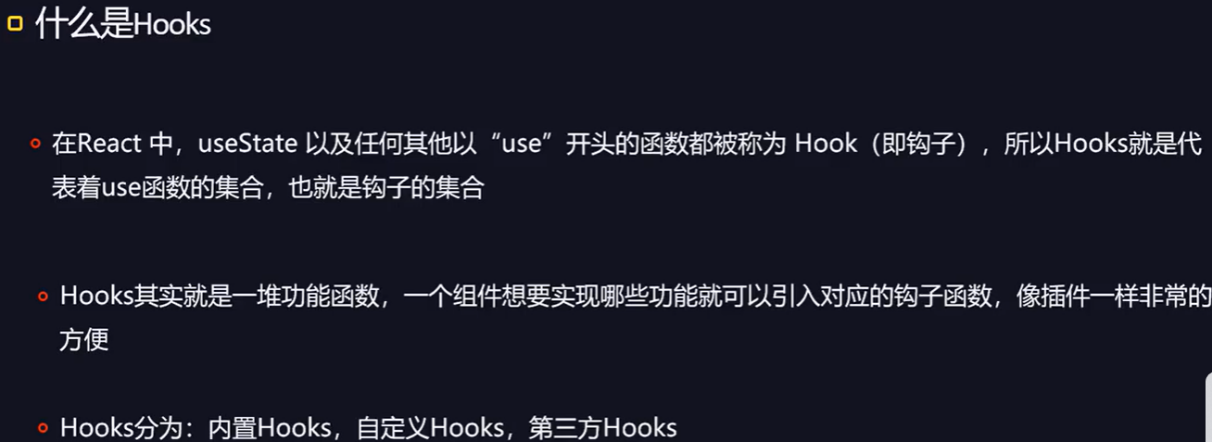 什么是Hooks
在React 中，useState 以及任何其他以“use”开头的函数都被称为 Hook（即钩子），所以Hooks就是代
表着use函数的集合，也就是钩子的集合
Hooks其实就是一堆功能函数，一个组件想要实现哪些功能就可以引入对应的钩子函数，像插件一样非常的
方便
Hooks分为：内置Hooks，自定义Hooks，第三方Hooks